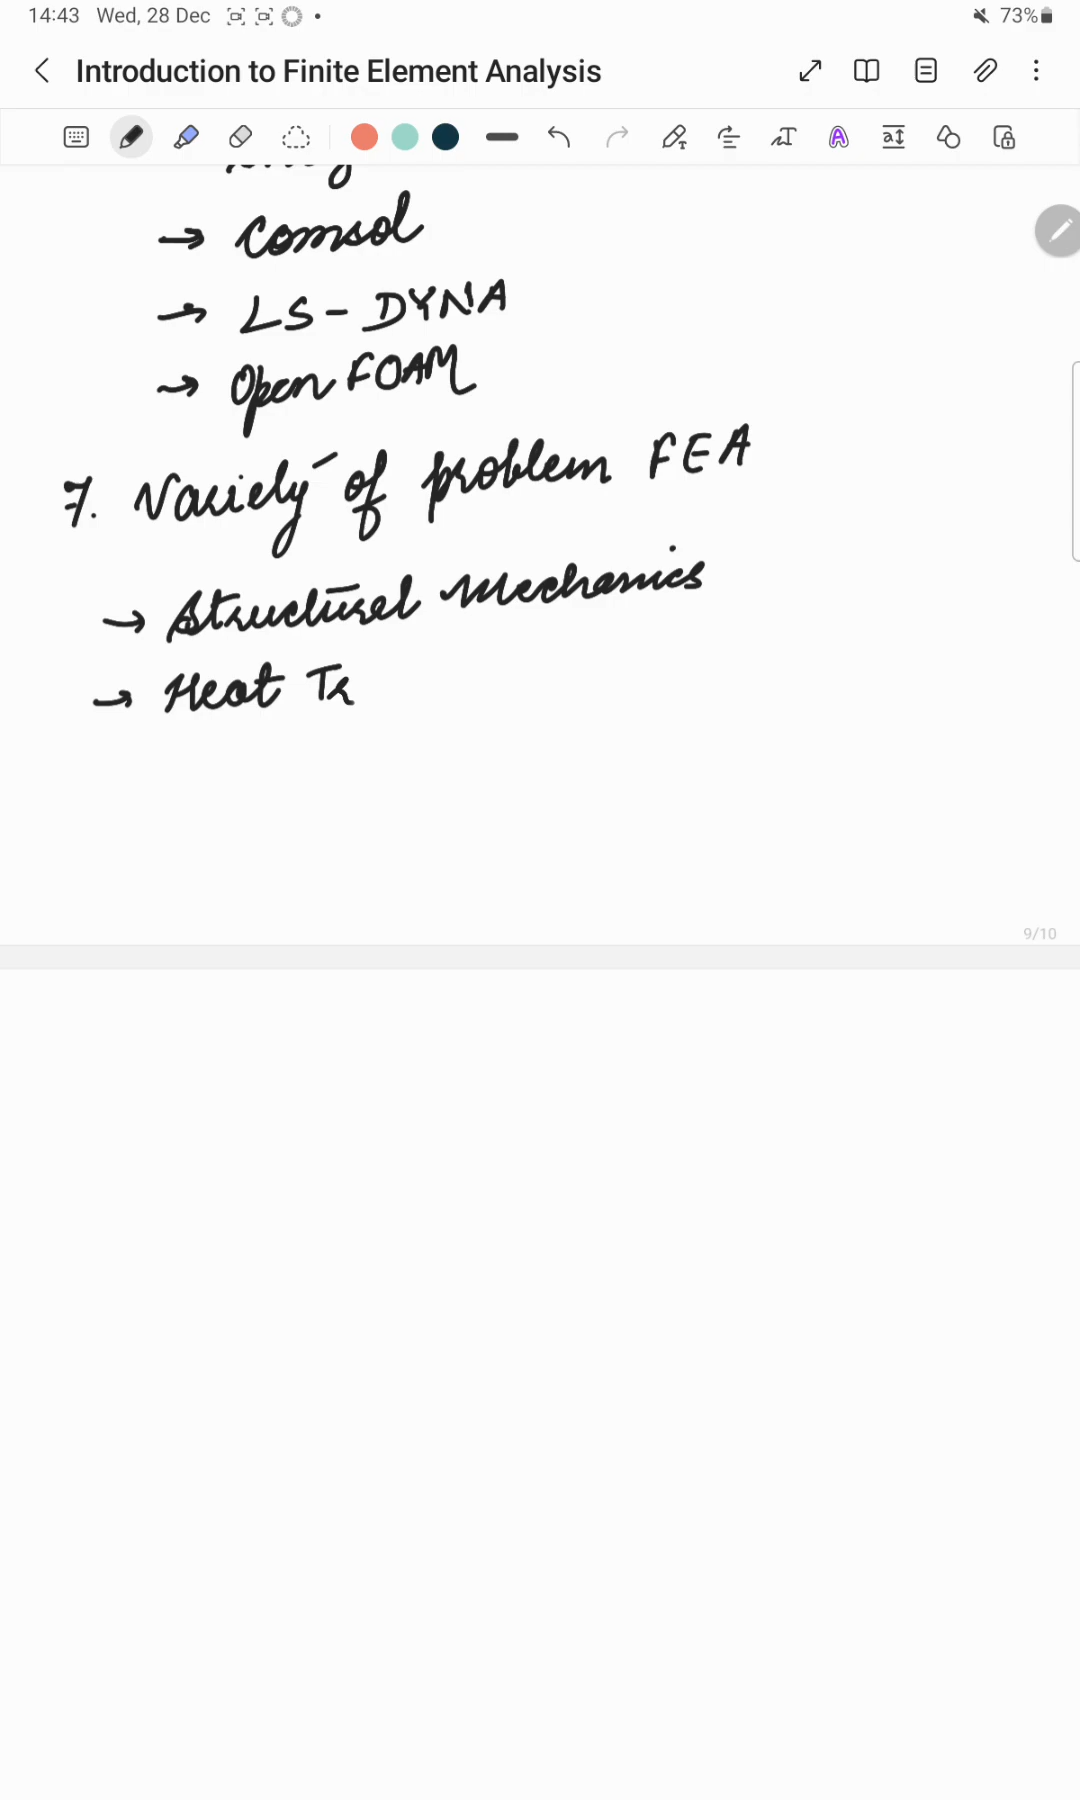 14:43 Wed, 28 Dec
73%
Introduction to Finite Element Analysis
→ Comsol
→ LS-DYNA
→ Open FOAM
7. Variety of problem FEA
→ Structural Mechanics
→ Heat Tr
9/10